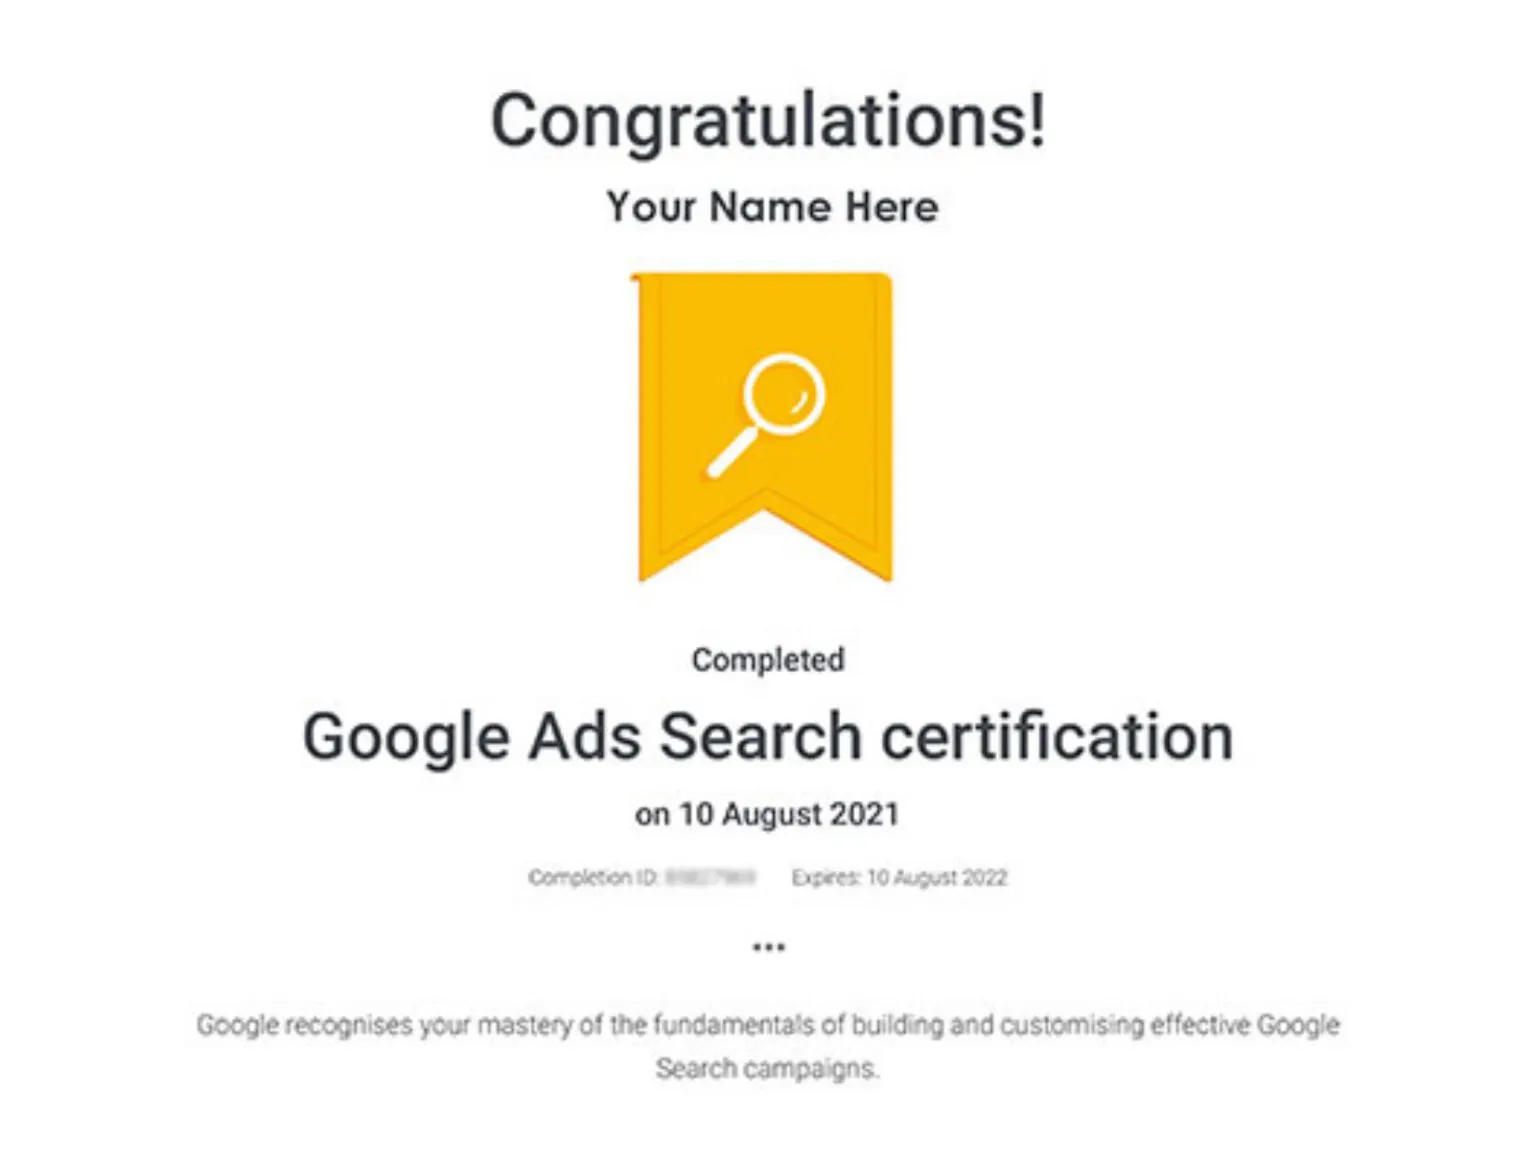 Congratulations!
Your Name Here
Completed
Google Ads Search certification
on 10 August 2021
Completion ID: Expires: 10 August 2022
...
Google recognises your mastery of the fundamentals of building and customising effective Google
Search campaigns.